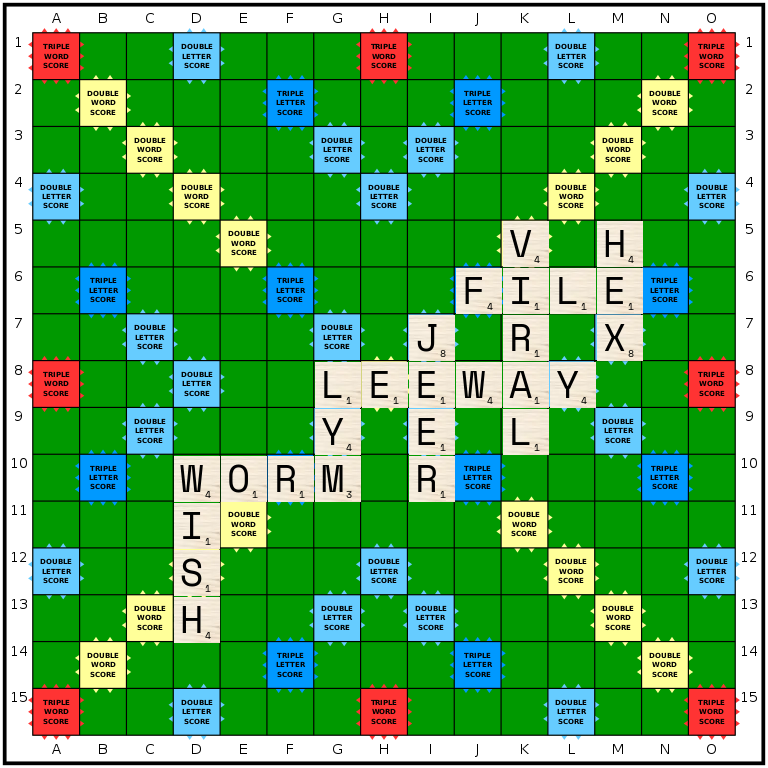 A B C D E F G H I J K L M N O
1 TRIPLE WORD SCORE DOUBLE LETTER SCORE TRIPLE WORD SCORE DOUBLE LETTER SCORE TRIPLE WORD SCORE 1
2 DOUBLE WORD SCORE TRIPLE LETTER SCORE TRIPLE LETTER SCORE DOUBLE WORD SCORE 2
3 DOUBLE WORD SCORE DOUBLE LETTER SCORE DOUBLE LETTER SCORE DOUBLE WORD SCORE 3
4 DOUBLE LETTER SCORE DOUBLE WORD SCORE DOUBLE LETTER SCORE DOUBLE WORD SCORE DOUBLE LETTER SCORE 4
5 DOUBLE WORD SCORE V4 H4 5
6 TRIPLE LETTER SCORE TRIPLE LETTER SCORE F4 I1 L1 E1 TRIPLE LETTER SCORE 6
7 DOUBLE LETTER SCORE DOUBLE LETTER SCORE J8 R1 X8 7
8 TRIPLE WORD SCORE DOUBLE LETTER SCORE L1 E1 E1 W4 A1 Y4 TRIPLE WORD SCORE 8
9 DOUBLE LETTER SCORE Y4 E1 L1 DOUBLE LETTER SCORE 9
10 TRIPLE LETTER SCORE W4 O1 R1 M3 R1 TRIPLE LETTER SCORE TRIPLE LETTER SCORE 10
11 I1 DOUBLE WORD SCORE DOUBLE WORD SCORE 11
12 DOUBLE LETTER SCORE S1 DOUBLE LETTER SCORE DOUBLE WORD SCORE DOUBLE LETTER SCORE 12
13 DOUBLE WORD SCORE H4 DOUBLE LETTER SCORE DOUBLE LETTER SCORE DOUBLE WORD SCORE 13
14 DOUBLE WORD SCORE TRIPLE LETTER SCORE TRIPLE LETTER SCORE DOUBLE WORD SCORE 14
15 TRIPLE WORD SCORE DOUBLE LETTER SCORE TRIPLE WORD SCORE DOUBLE LETTER SCORE TRIPLE WORD SCORE 15
A B C D E F G H I J K L M N O